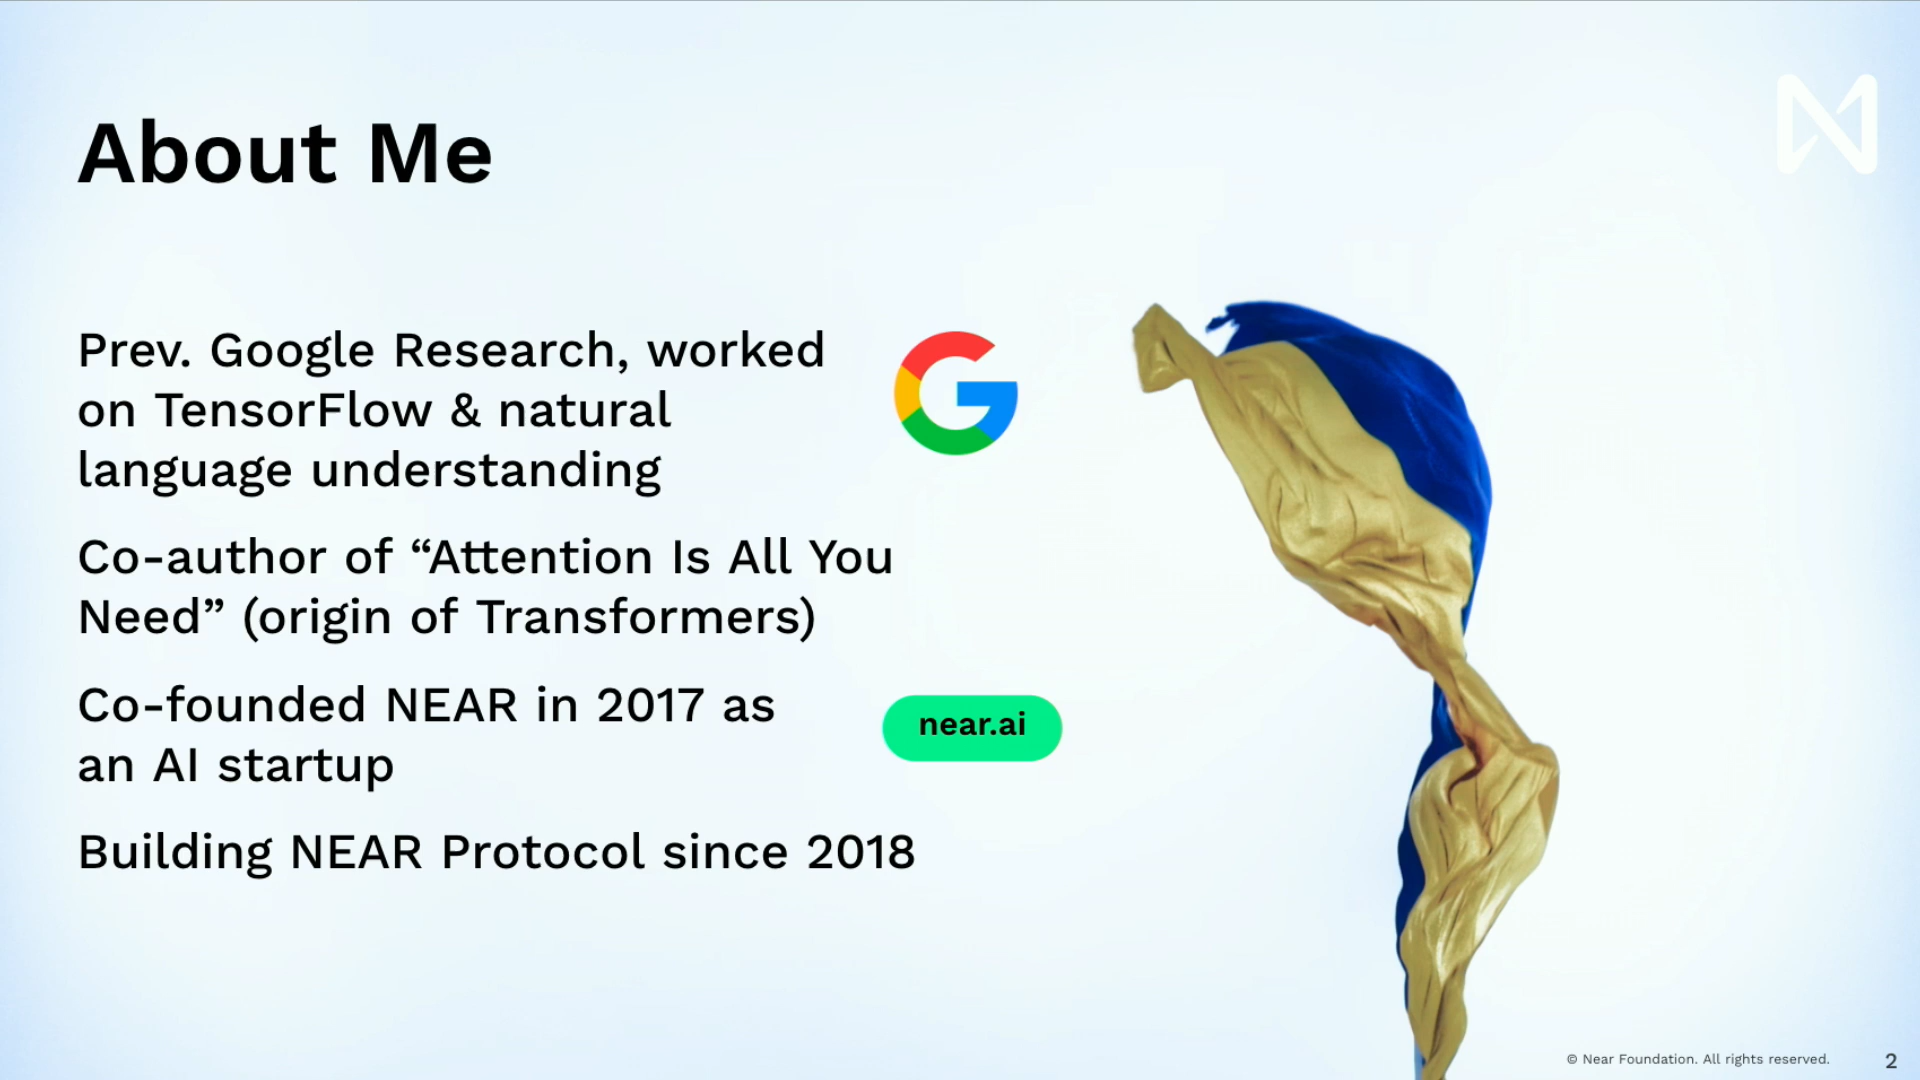 About Me
Prev. Google Research, worked
on TensorFlow & natural
language understanding
Co-author of “Attention Is All You
Need” (origin of Transformers)
Co-founded NEAR in 2017 as
an AI startup
near.ai
Building NEAR Protocol since 2018
© Near Foundation. All rights reserved.
2